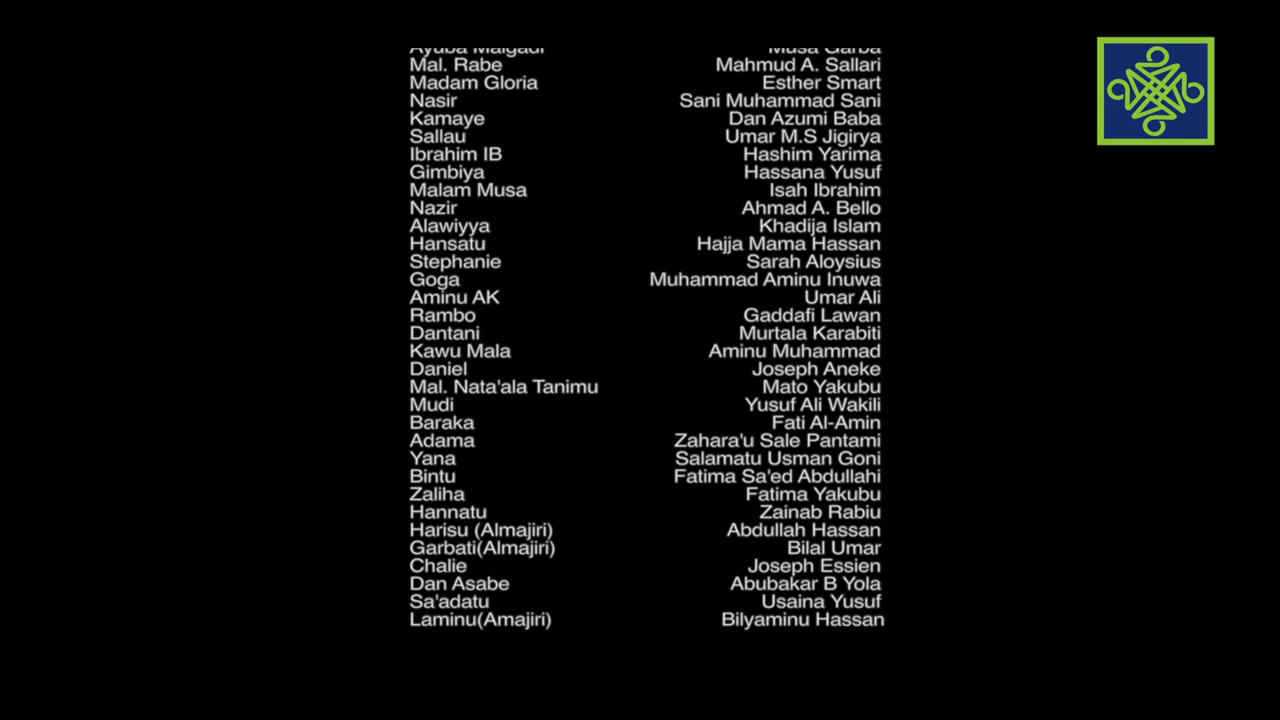 Mal. Rabe Mahmud A. Sallari
Madam Gloria Esther Smart
Nasir Sani Muhammad Sani
Kamaye Dan Azumi Baba
Sallau Umar M.S Jigirya
Ibrahim IB Hashim Yarima
Gimbiya Hassana Yusuf
Malam Musa Isah Ibrahim
Nazir Ahmad A. Bello
Alawiyya Khadija Islam
Hansatu Hajja Mama Hassan
Stephanie Sarah Aloysius
Goga Muhammad Aminu Inuwa
Aminu AK Umar Ali
Rambo Gaddafi Lawan
Dantani Murtala Karabiti
Kawu Mala Aminu Muhammad
Daniel Joseph Aneke
Mal. Nata'ala Tanimu Mato Yakubu
Mudi Yusuf Ali Wakili
Baraka Fati Al-Amin
Adama Zahara'u Sale Pantami
Yana Salamatu Usman Goni
Bintu Fatima Sa'ed Abdullahi
Zaliha Fatima Yakubu
Hannatu Zainab Rabiu
Harisu (Almajiri) Abdullah Hassan
Garbati(Almajiri) Bilal Umar
Chalie Joseph Essien
Dan Asabe Abubakar B Yola
Sa'adatu Usaina Yusuf
Laminu(Amajiri) Bilyaminu Hassan